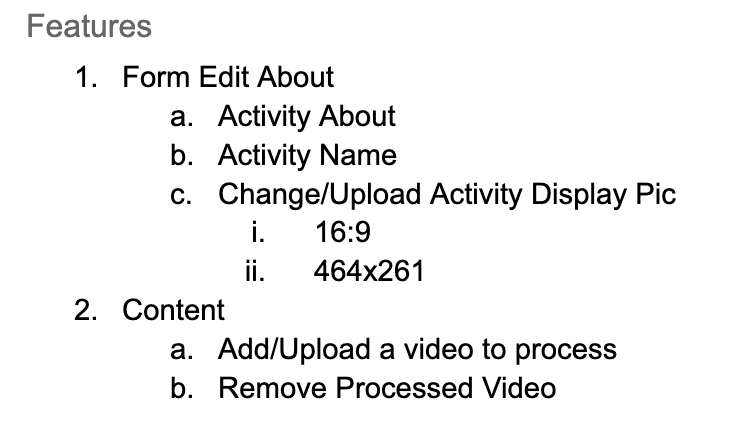 Features
1. Form Edit About
a. Activity About
b. Activity Name
c. Change/Upload Activity Display Pic
i. 16:9
ii. 464x261
2. Content
a. Add/Upload a video to process
b. Remove Processed Video